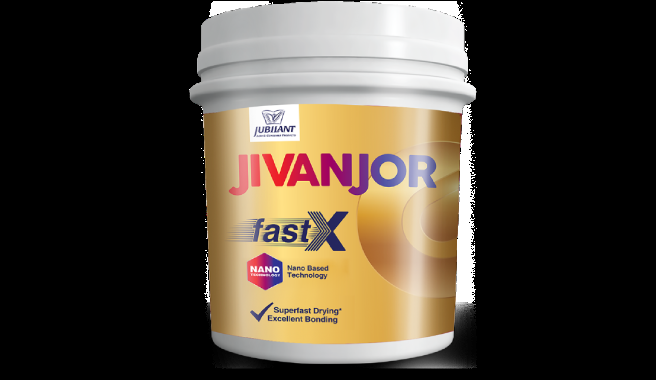 JUBILANT
JIVANJOR
fastX
NANO
TECHNOLOGY
Nano Based
Technology
Superfast Drying*
Excellent Bonding